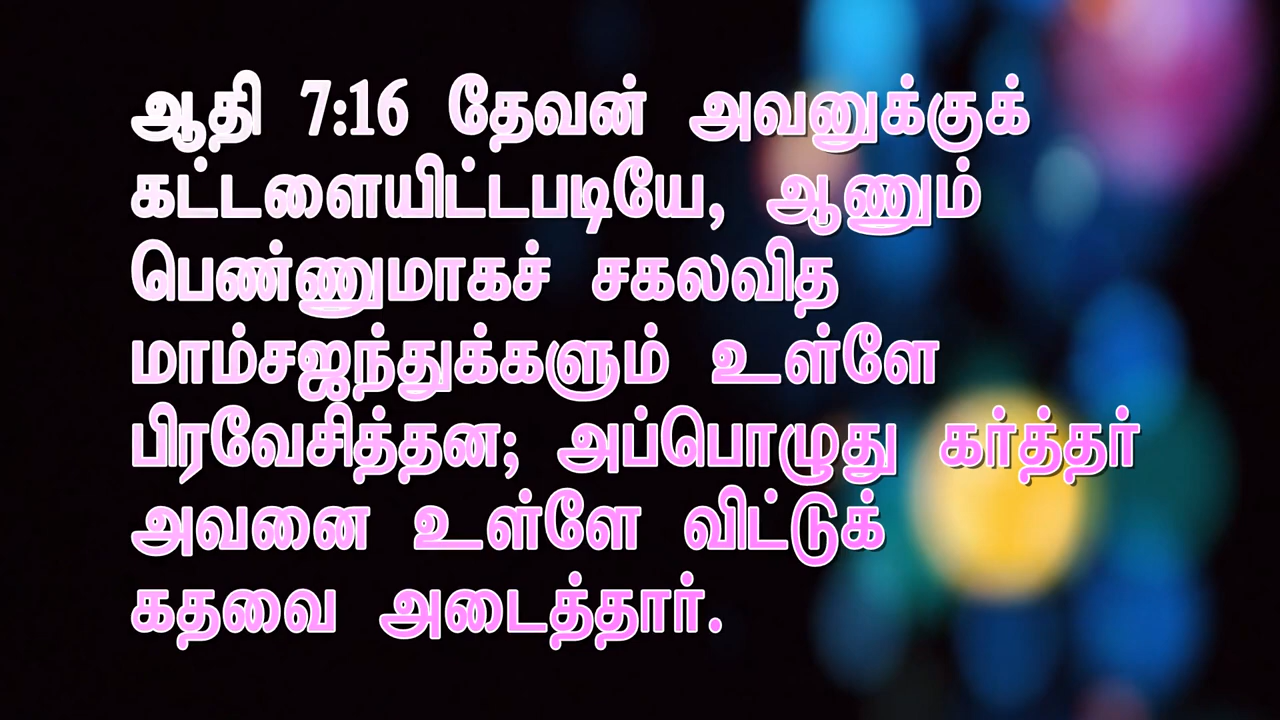 ஆதி 7:16 தேவன் அவனுக்குக்
கட்டளையிட்டபடியே, ஆணும்
பெண்ணுமாகச் சகலவித
மாம்சஜந்துக்களும் உள்ளே
பிரவேசித்தன; அப்பொழுது கர்த்தர்
அவனை உள்ளே விட்டுக்
கதவை அடைத்தார்.